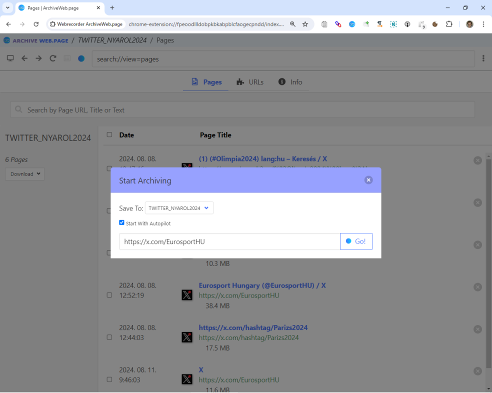 Pages | ArchiveWeb.page
Webrecorder ArchiveWeb.page
chrome-extension://fpeoodllldobpkbkabpblcfaogecpndd/index....
ARCHIVE WEB.PAGE / TWITTER_NYAROL2024 / Pages
search://view=pages
Pages
URLs
Info
Search by Page URL, Title or Text
TWITTER_NYAROL2024
6 Pages
Download
Date
Page Title
2024. 08. 08.
(1) (#Olimpia2024) lang:hu – Keresés / X
Start Archiving
Save To: TWITTER_NYAROL2024
Start With Autopilot
https://x.com/EurosportHU
Go!
10.3 MB
2024. 08. 08.
12:52:19
Eurosport Hungary (@EurosportHU) / X
https://x.com/EurosportHU
38.4 MB
2024. 08. 08.
12:44:03
https://x.com/hashtag/Parizs2024
https://x.com/hashtag/Parizs2024
17.5 MB
2024. 08. 11.
9:46:03
X
https://x.com/EurosportHU
11.6 MB